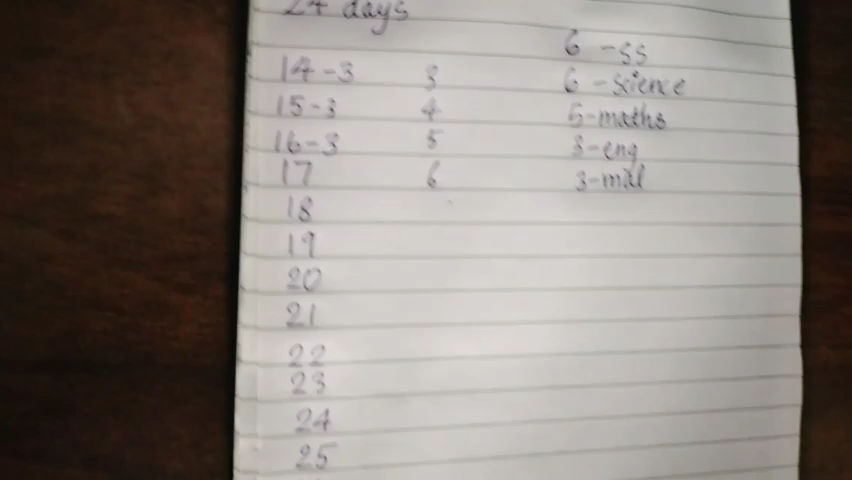 24 days
6 - ss
14-3 3 6 - science
15-3 4 5-maths
16-3 5 3-eng
17 6 3-mal
18
19
20
21
22
23
24
25